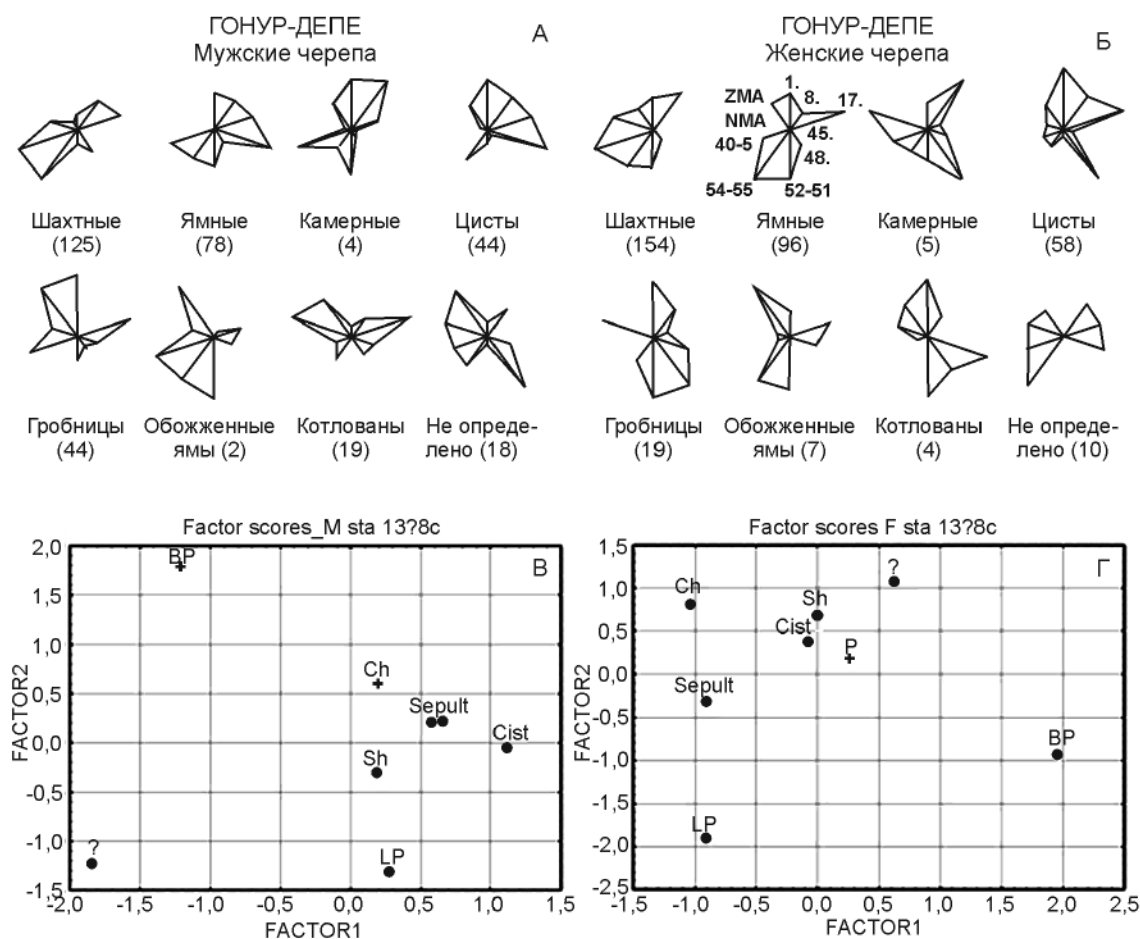 ГОНУР-ДЕПЕ
Мужские черепа
А
Шахтные
(125)
Ямные
(78)
Камерные
(4)
Цисты
(44)
Гробницы
(44)
Обожженные
ямы (2)
Котлованы
(19)
Не опреде-
лено (18)
ГОНУР-ДЕПЕ
Женские черепа
Б
1.
ZMA
8.
17.
NMA
45.
40-5
48.
54-55
52-51
Шахтные
(154)
Ямные
(96)
Камерные
(5)
Цисты
(58)
Гробницы
(19)
Обожженные
ямы (7)
Котлованы
(4)
Не опреде-
лено (10)
Factor scores_M sta 13?8c
В
2,0
1,5
1,0
0,5
0,0
-0,5
-1,0
-1,5
FACTOR2
BP
Ch
Sepult
Cist
Sh
LP
?
-2,0 -1,5 -1,0 -0,5 0,0 0,5 1,0 1,5
FACTOR1
Factor scores F sta 13?8c
Г
1,5
1,0
0,5
0,0
-0,5
-1,0
-1,5
-2,0
-2,5
FACTOR2
?
Ch
Sh
Cist
P
Sepult
BP
LP
-1,5 -1,0 -0,5 0,0 0,5 1,0 1,5 2,0 2,5
FACTOR1